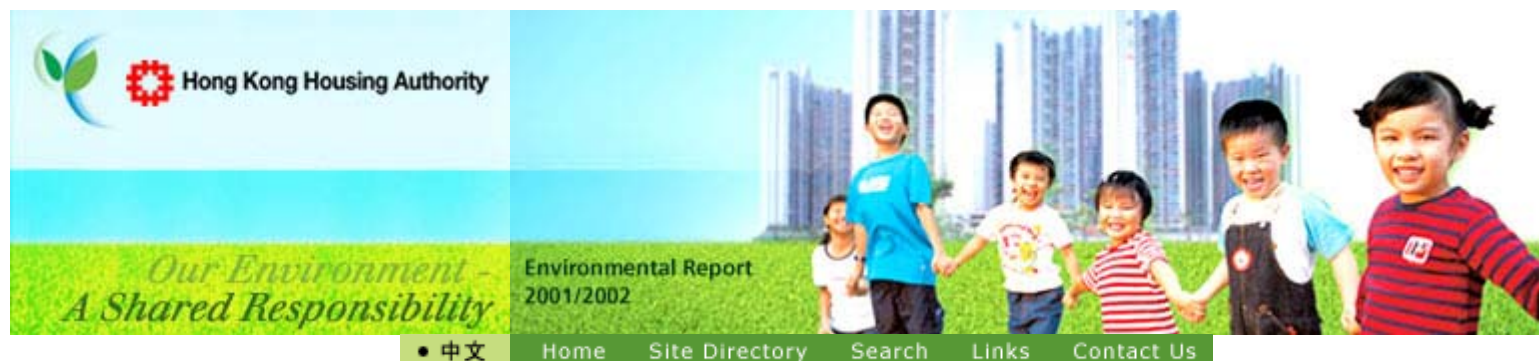 Hong Kong Housing Authority
Our Environment -
A Shared Responsibility
Environmental Report
2001/2002
• 中文 Home Site Directory Search Links Contact Us